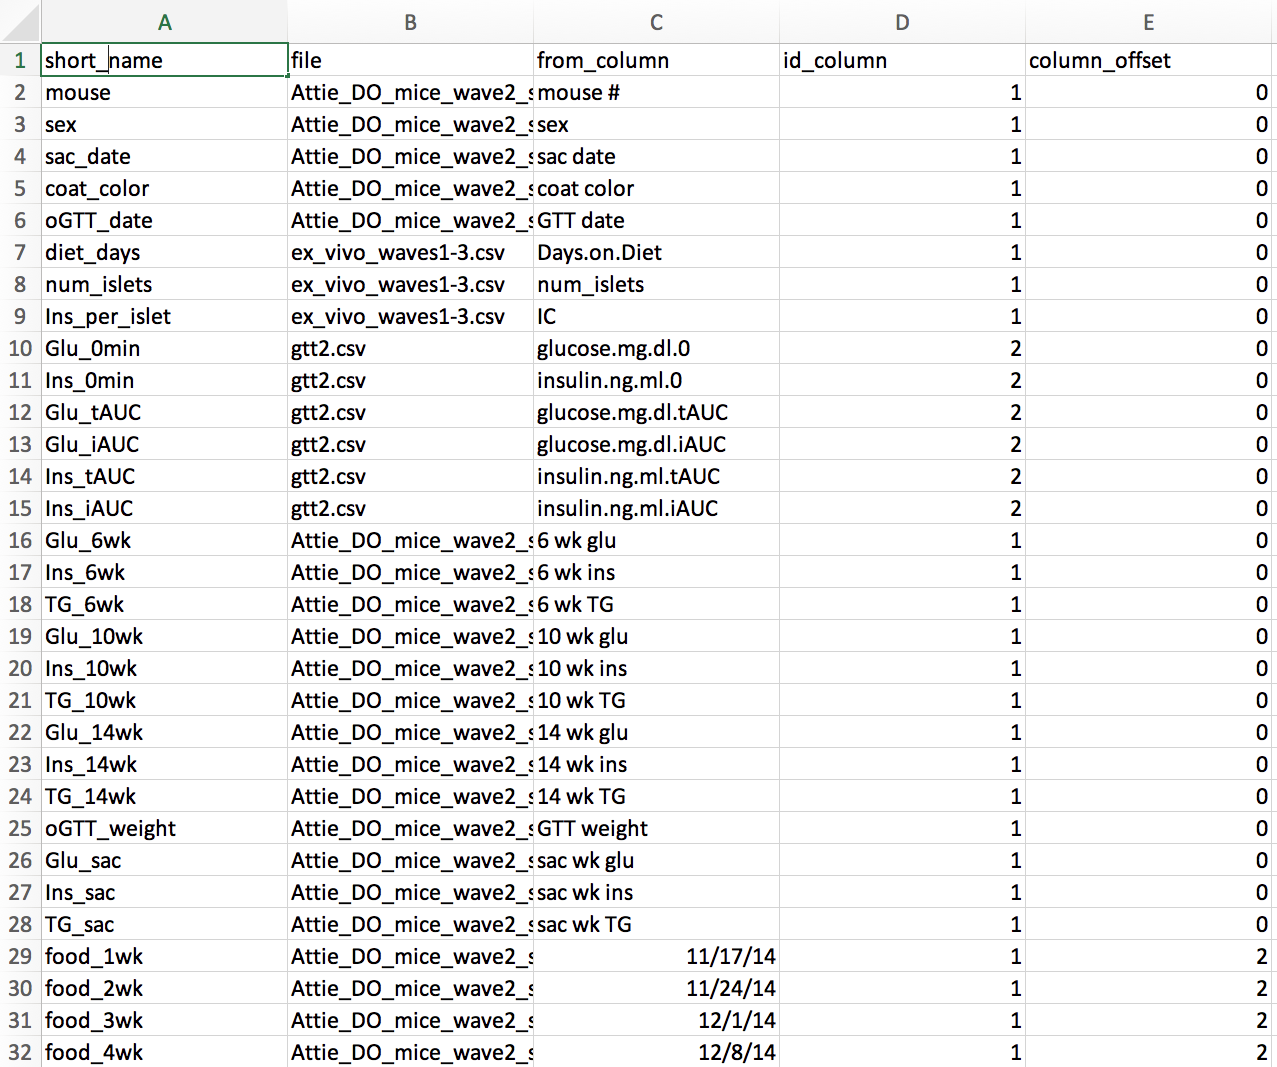 A B C D E
1 short_name file from_column id_column column_offset
2 mouse Attie_DO_mice_wave2_s mouse # 1 0
3 sex Attie_DO_mice_wave2_s sex 1 0
4 sac_date Attie_DO_mice_wave2_s sac date 1 0
5 coat_color Attie_DO_mice_wave2_s coat color 1 0
6 oGTT_date Attie_DO_mice_wave2_s GTT date 1 0
7 diet_days ex_vivo_waves1-3.csv Days.on.Diet 1 0
8 num_islets ex_vivo_waves1-3.csv num_islets 1 0
9 Ins_per_islet ex_vivo_waves1-3.csv IC 1 0
10 Glu_0min gtt2.csv glucose.mg.dl.0 2 0
11 Ins_0min gtt2.csv insulin.ng.ml.0 2 0
12 Glu_tAUC gtt2.csv glucose.mg.dl.tAUC 2 0
13 Glu_iAUC gtt2.csv glucose.mg.dl.iAUC 2 0
14 Ins_tAUC gtt2.csv insulin.ng.ml.tAUC 2 0
15 Ins_iAUC gtt2.csv insulin.ng.ml.iAUC 2 0
16 Glu_6wk Attie_DO_mice_wave2_s 6 wk glu 1 0
17 Ins_6wk Attie_DO_mice_wave2_s 6 wk ins 1 0
18 TG_6wk Attie_DO_mice_wave2_s 6 wk TG 1 0
19 Glu_10wk Attie_DO_mice_wave2_s 10 wk glu 1 0
20 Ins_10wk Attie_DO_mice_wave2_s 10 wk ins 1 0
21 TG_10wk Attie_DO_mice_wave2_s 10 wk TG 1 0
22 Glu_14wk Attie_DO_mice_wave2_s 14 wk glu 1 0
23 Ins_14wk Attie_DO_mice_wave2_s 14 wk ins 1 0
24 TG_14wk Attie_DO_mice_wave2_s 14 wk TG 1 0
25 oGTT_weight Attie_DO_mice_wave2_s GTT weight 1 0
26 Glu_sac Attie_DO_mice_wave2_s sac wk glu 1 0
27 Ins_sac Attie_DO_mice_wave2_s sac wk ins 1 0
28 TG_sac Attie_DO_mice_wave2_s sac wk TG 1 0
29 food_1wk Attie_DO_mice_wave2_s 11/17/14 1 2
30 food_2wk Attie_DO_mice_wave2_s 11/24/14 1 2
31 food_3wk Attie_DO_mice_wave2_s 12/1/14 1 2
32 food_4wk Attie_DO_mice_wave2_s 12/8/14 1 2